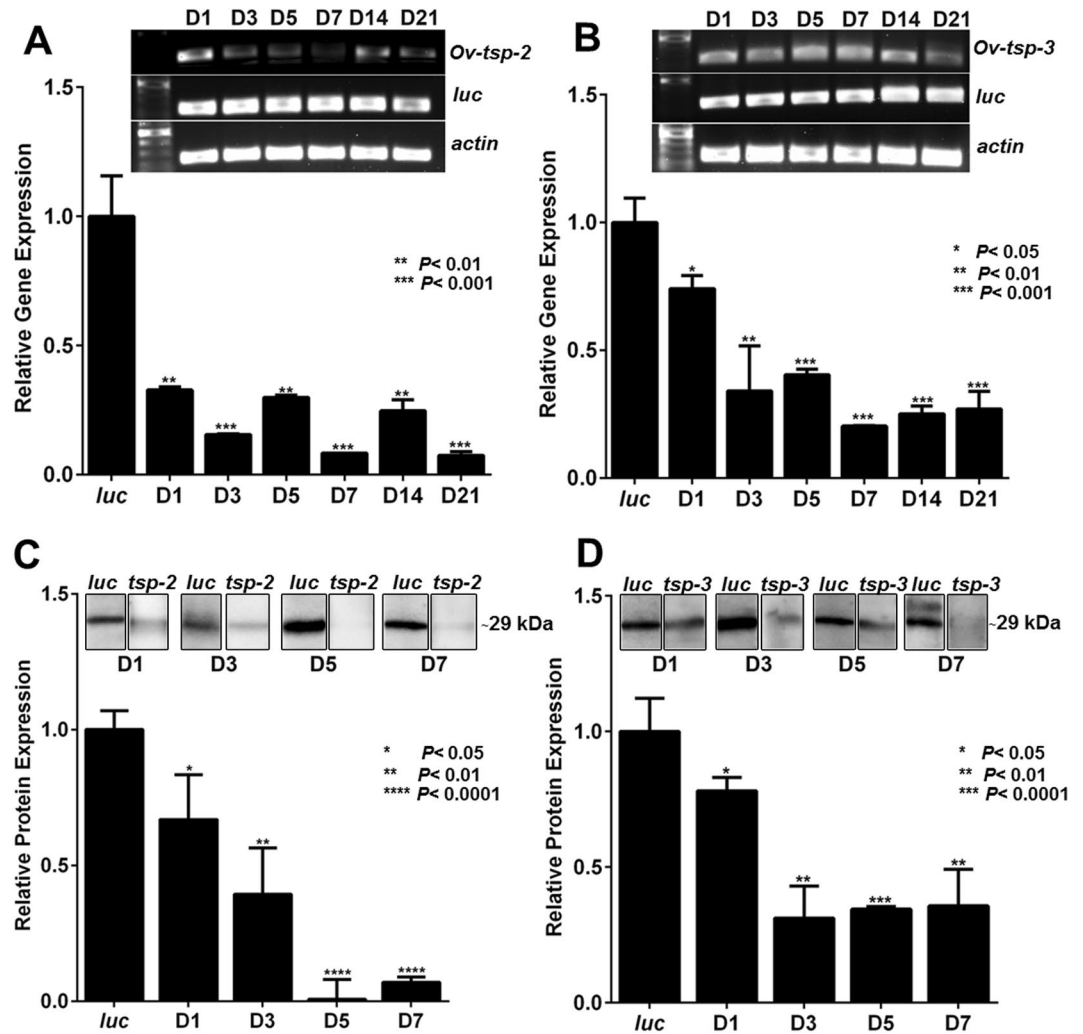 A
D1 D3 D5 D7 D14 D21
Ov-tsp-2
luc
actin
1.5
1.0
0.5
0.0
Relative Gene Expression
** P< 0.01
*** P< 0.001
** *** ** *** ** ***
luc D1 D3 D5 D7 D14 D21
B
D1 D3 D5 D7 D14 D21
Ov-tsp-3
luc
actin
1.5
1.0
0.5
0.0
Relative Gene Expression
* P< 0.05
** P< 0.01
*** P< 0.001
* ** *** *** *** ***
luc D1 D3 D5 D7 D14 D21
C
luc tsp-2 luc tsp-2 luc tsp-2 luc tsp-2
~29 kDa
D1 D3 D5 D7
1.5
1.0
0.5
0.0
Relative Protein Expression
* P< 0.05
** P< 0.01
**** P< 0.0001
* ** **** ****
luc D1 D3 D5 D7
D
luc tsp-3 luc tsp-3 luc tsp-3 luc tsp-3
~29 kDa
D1 D3 D5 D7
1.5
1.0
0.5
0.0
Relative Protein Expression
* P< 0.05
** P< 0.01
*** P< 0.0001
* ** *** **
luc D1 D3 D5 D7